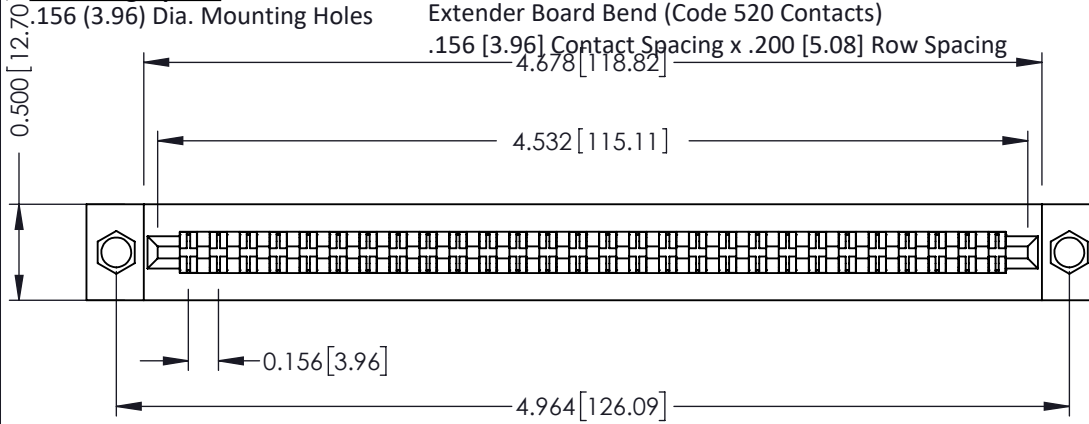 .156 (3.96) Dia. Mounting Holes
Extender Board Bend (Code 520 Contacts)
.156 [3.96] Contact Spacing x .200 [5.08] Row Spacing
0.500 [12.70
4.678[118.82]
4.532[115.11]
0.156[3.96]
4.964[126.09]